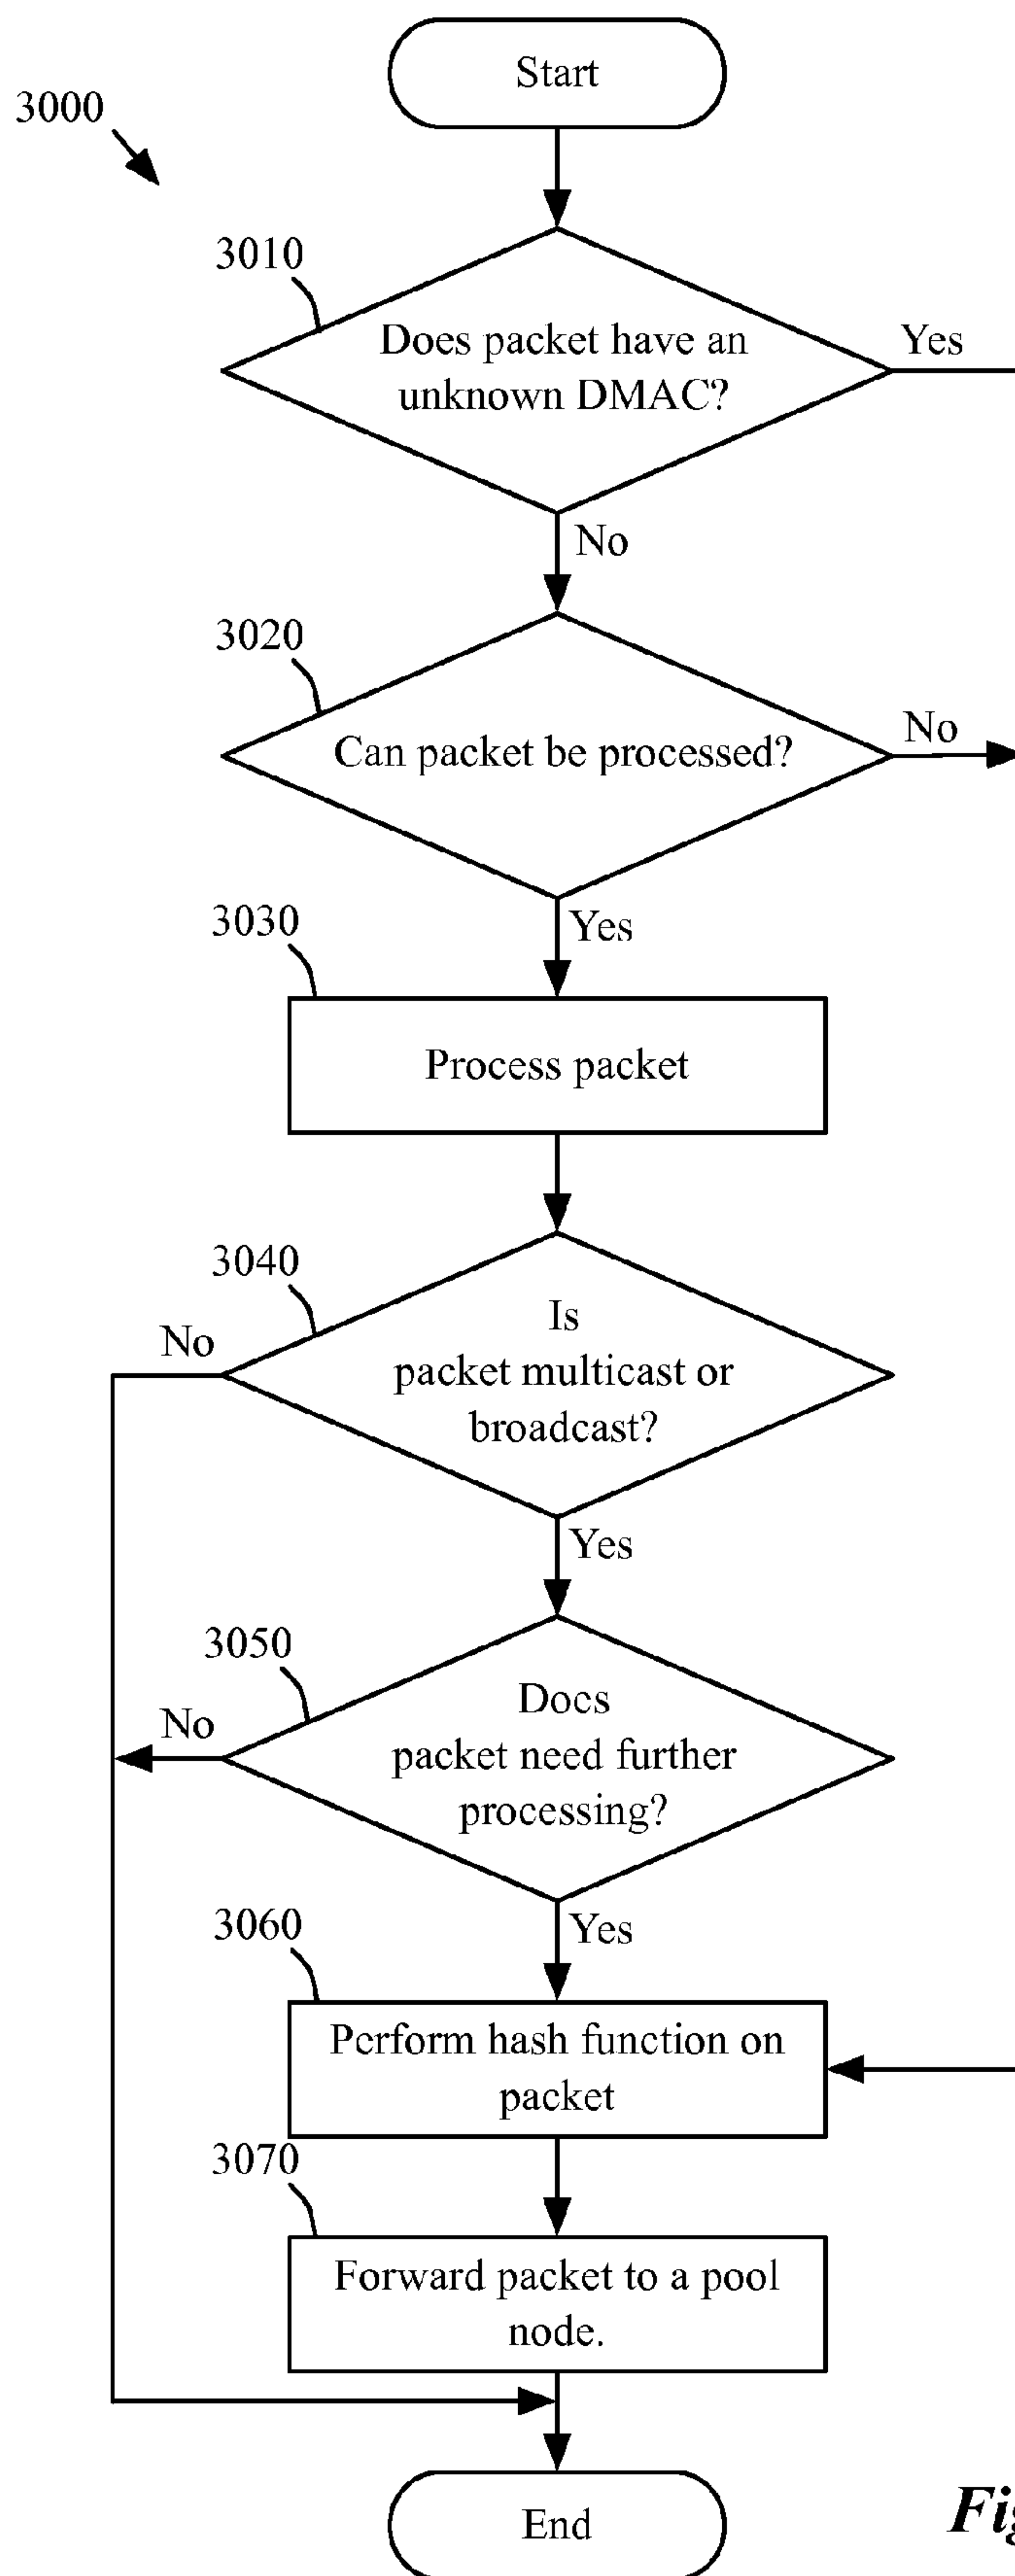 Start
3000
3010
Does packet have an
unknown DMAC?
Yes
No
3020
Can packet be processed?
No
Yes
3030
Process packet
3040
Is
packet multicast or
broadcast?
No
Yes
3050
Does
packet need further
processing?
No
Yes
3060
Perform hash function on
packet
3070
Forward packet to a pool
node.
End
Fig